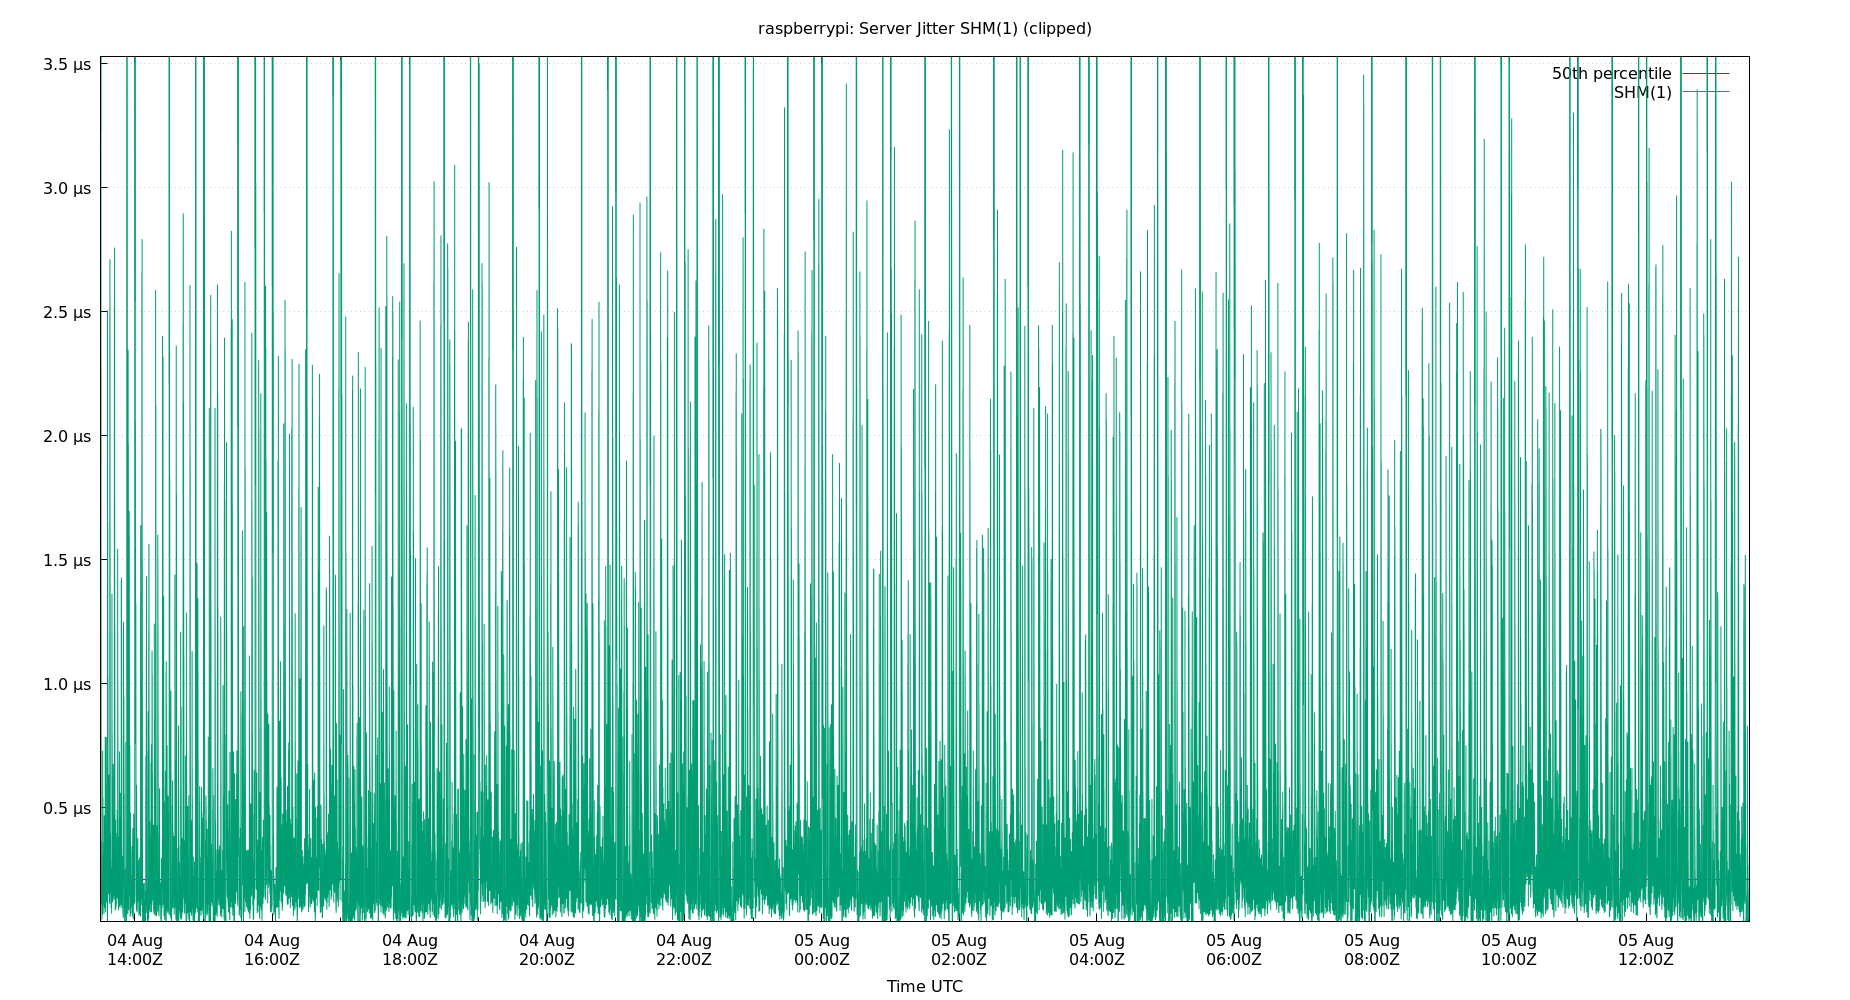 raspberrypi: Server Jitter SHM(1) (clipped)
50th percentile
SHM(1)
3.5 µs
3.0 µs
2.5 µs
2.0 µs
1.5 µs
1.0 µs
0.5 µs
04 Aug 04 Aug 04 Aug 04 Aug 04 Aug 05 Aug 05 Aug 05 Aug 05 Aug 05 Aug 05 Aug 05 Aug
14:00Z 16:00Z 18:00Z 20:00Z 22:00Z 00:00Z 02:00Z 04:00Z 06:00Z 08:00Z 10:00Z 12:00Z
Time UTC